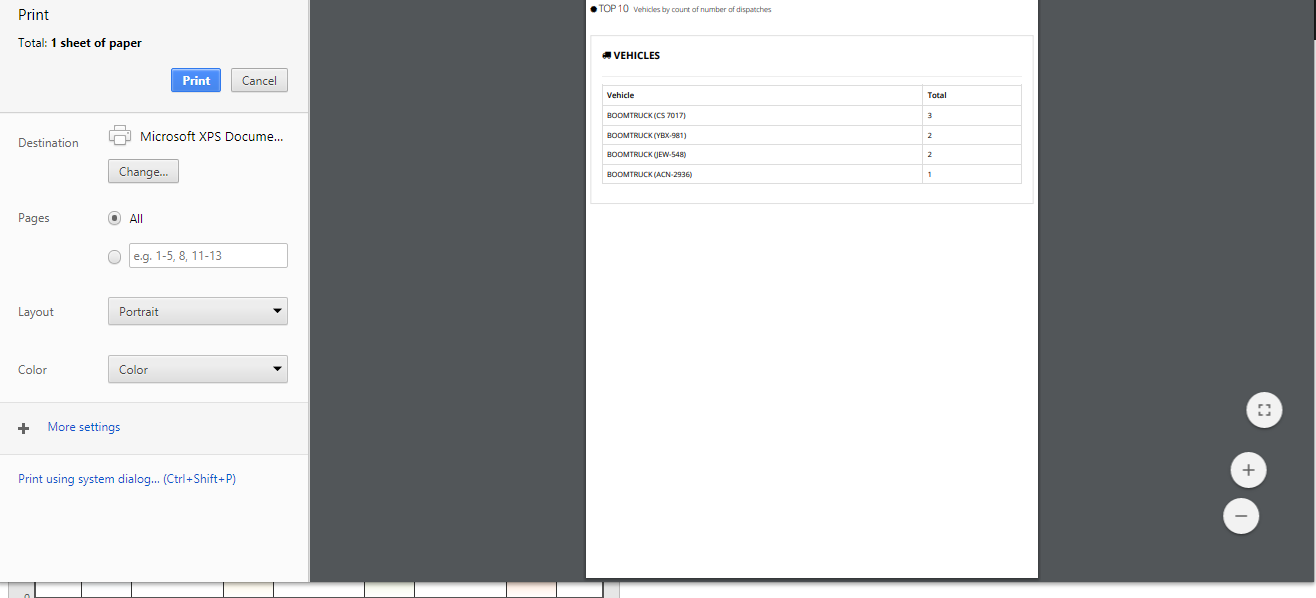 Print
Total: 1 sheet of paper
Print Cancel
Destination Microsoft XPS Docume...
Change...
Pages All
e.g. 1-5, 8, 11-13
Layout Portrait
Color Color
More settings
Print using system dialog... (Ctrl+Shift+P)
TOP 10 Vehicles by count of number of dispatches
VEHICLES
Vehicle Total
BOOMTRUCK (CS 7017) 3
BOOMTRUCK (YBX-981) 2
BOOMTRUCK (JEW-548) 2
BOOMTRUCK (ACN-2936) 1